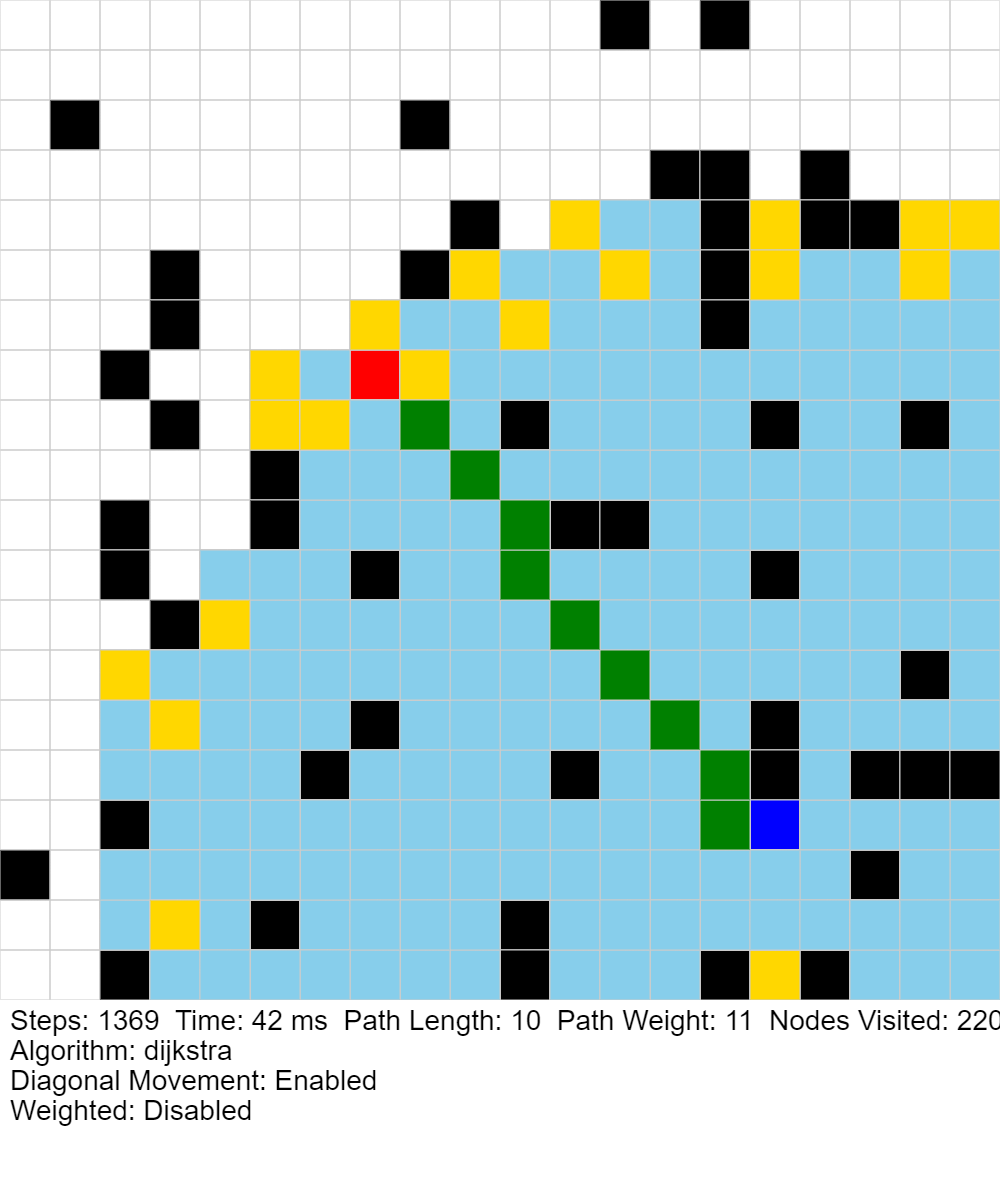 Steps: 1369  Time: 42 ms  Path Length: 10  Path Weight: 11  Nodes Visited: 220
Algorithm: dijkstra
Diagonal Movement: Enabled
Weighted: Disabled